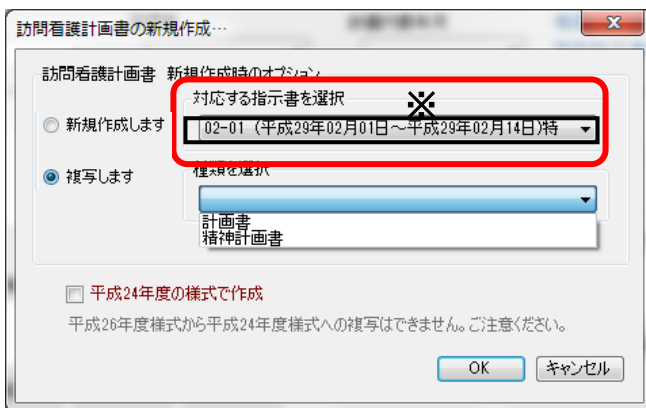 訪問看護計画書の新規作成…
訪問看護計画書 新規作成時のオプション
対応する指示書を選択
※
新規作成します
02-01 (平成29年02月01日～平成29年02月14日)特
複写します
種類を選択
計画書
精神計画書
平成24年度の様式で作成
平成26年度様式から平成24年度様式への複写はできません。ご注意ください。
OK
キャンセル